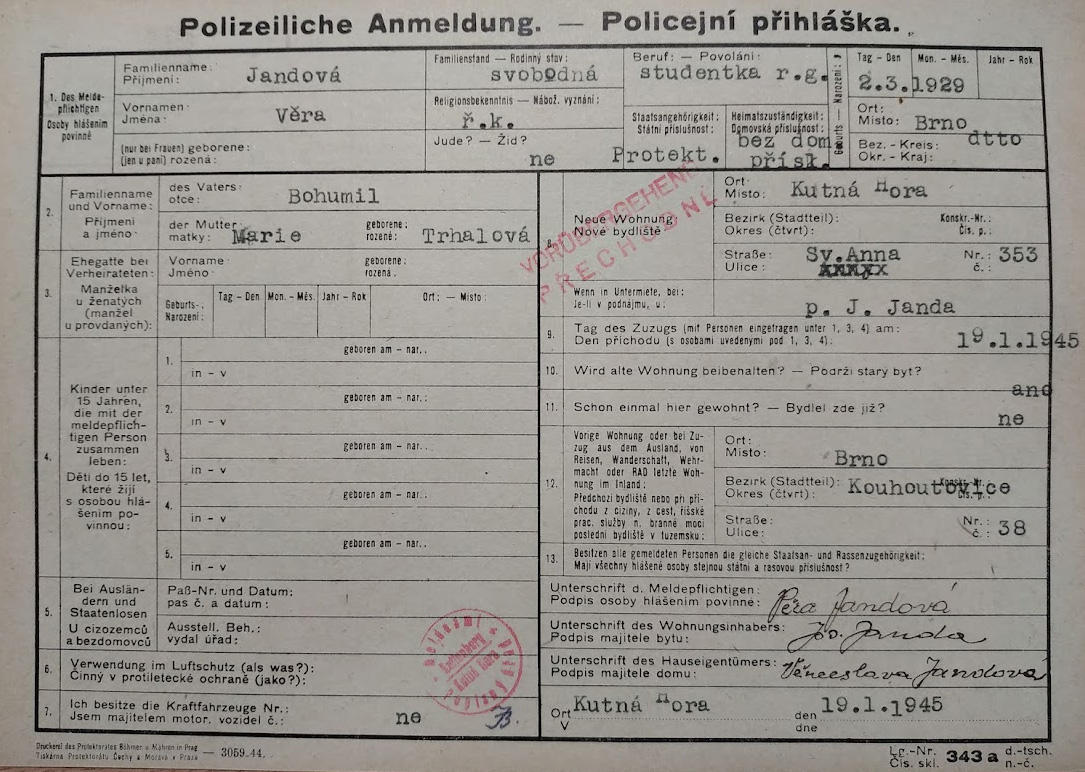 Polizeiliche Anmeldung. — Policejní přihláška.
1. Des Melde-
pflichtigen
Osoby hlášením
povinné
Familienname:
Příjmení:
Jandová
Vornamen:
Jména:
Věra
(nur bei Frauen) geborene:
(jen u paní) rozená:
Familienstand — Rodinný stav:
svobodná
Religionsbekenntnis — Nábož. vyznání:
ř.k.
Jude? — Žid?
ne
Beruf: — Povolání:
studentka r.g.
Staatsangehörigkeit:
Státní příslušnost:
Protekt.
Heimatszuständigkeit:
Domovská příslušnost:
bez dom.
přísl.
Geburts — Narození:
Tag - Den Mon. - Měs. Jahr - Rok
2.3.1929
Ort:
Místo: Brno
Bez. - Kreis:
Okr. - Kraj:
dtto
2. Familienname
und Vorname:
Příjmení
a jméno:
des Vaters:
otce:
Bohumil
der Mutter
matky:
Marie
geborene:
rozené:
Trhalová
3. Ehegatte bei
Verheirateten:
Manželka
u ženatých
(manžel
u provdaných):
Vorname
Jméno
geborene:
rozená.
Geburts-.
Narození:
Tag - Den Mon. - Měs. Jahr - Rok Ort: — Místo:
4. Kinder unter
15 Jahren,
die mit der
meldepflich-
tigen Person
zusammen
leben:
Děti do 15 let,
které žijí
s osobou hlá-
šením po-
vinnou:
1. geboren am - nar..
in - v
2. geboren am - nar.:
in - v
3. geboren am - nar..
in - v
4. geboren am - nar..
in - v
5. geboren am - nar..
in - v
5. Bei Auslän-
dern und
Staatenlosen
U cizozemců
a bezdomovců
Paß-Nr. und Datum:
pas č. a datum:
Ausstell. Beh.:
vydal úřad:
6. Verwendung im Luftschutz (als was?):
Činný v protiletecké ochraně (jako?):
7. Ich besitze die Kraftfahrzeuge Nr.:
Jsem majitelem motor. vozidel č.:
ne
Kuttenberg
Kutná Hora
VORÜBERGEHEND
PŘECHODNĚ
8. Neue Wohnung
Nové bydliště
Ort:
Místo: Kutná Hora
Bezirk (Stadtteil):
Okres (čtvrť):
Konskr.-Nr.:
Čís. p.:
Straße:
Ulice:
Sv.Anna
Nr.:
č.: 353
Wenn in Untermiete, bei:
Je-li v podnájmu, u:
p. J. Janda
9. Tag des Zuzugs (mit Personen eingetragen unter 1, 3, 4) am:
Den příchodu (s osobami uvedenými pod 1, 3, 4):
19.1.1945
10. Wird alte Wohnung beibehalten? — Podrží starý byt?
ano
11. Schon einmal hier gewohnt? — Bydlel zde již?
ne
12. Vorige Wohnung oder bei Zu-
zug aus dem Ausland, von
Reisen, Wanderschaft, Wehr-
macht oder RAD letzte Woh-
nung im Inland:
Předchozí bydliště nebo při pří-
chodu z ciziny, z cest, říšské
prac. služby n. branné moci
poslední bydliště v tuzemsku:
Ort:
Místo:
Brno
Bezirk (Stadtteil):
Okres (čtvrť):
Kouhoutovice
Konskr.-Nr.:
Čís. p.:
Straße:
Ulice:
Nr.:
č.: 38
13. Besitzen alle gemeldeten Personen die gleiche Staatsan- und Rassenzugehörigkeit:
Mají všechny hlášené osoby stejnou státní a rasovou příslušnost?
Unterschrift d. Meldepflichtigen:
Podpis osoby hlášením povinné:
Věra Jandová
Unterschrift des Wohnungsinhabers:
Podpis majitele bytu:
Jos. Janda
Unterschrift des Hauseigentümers:
Podpis majitele domu:
Věnceslava Jandová
Ort
V
Kutná Hora
den
dne
19.1.1945
Druckerei des Protektorates Böhmen u. Mähren in Prag
Tiskárna Protektorátu Čechy a Morava v Praze
— 3059-44.
Lg.-Nr.
Čís. skl.
343 a
d.-tsch.
n.-č.